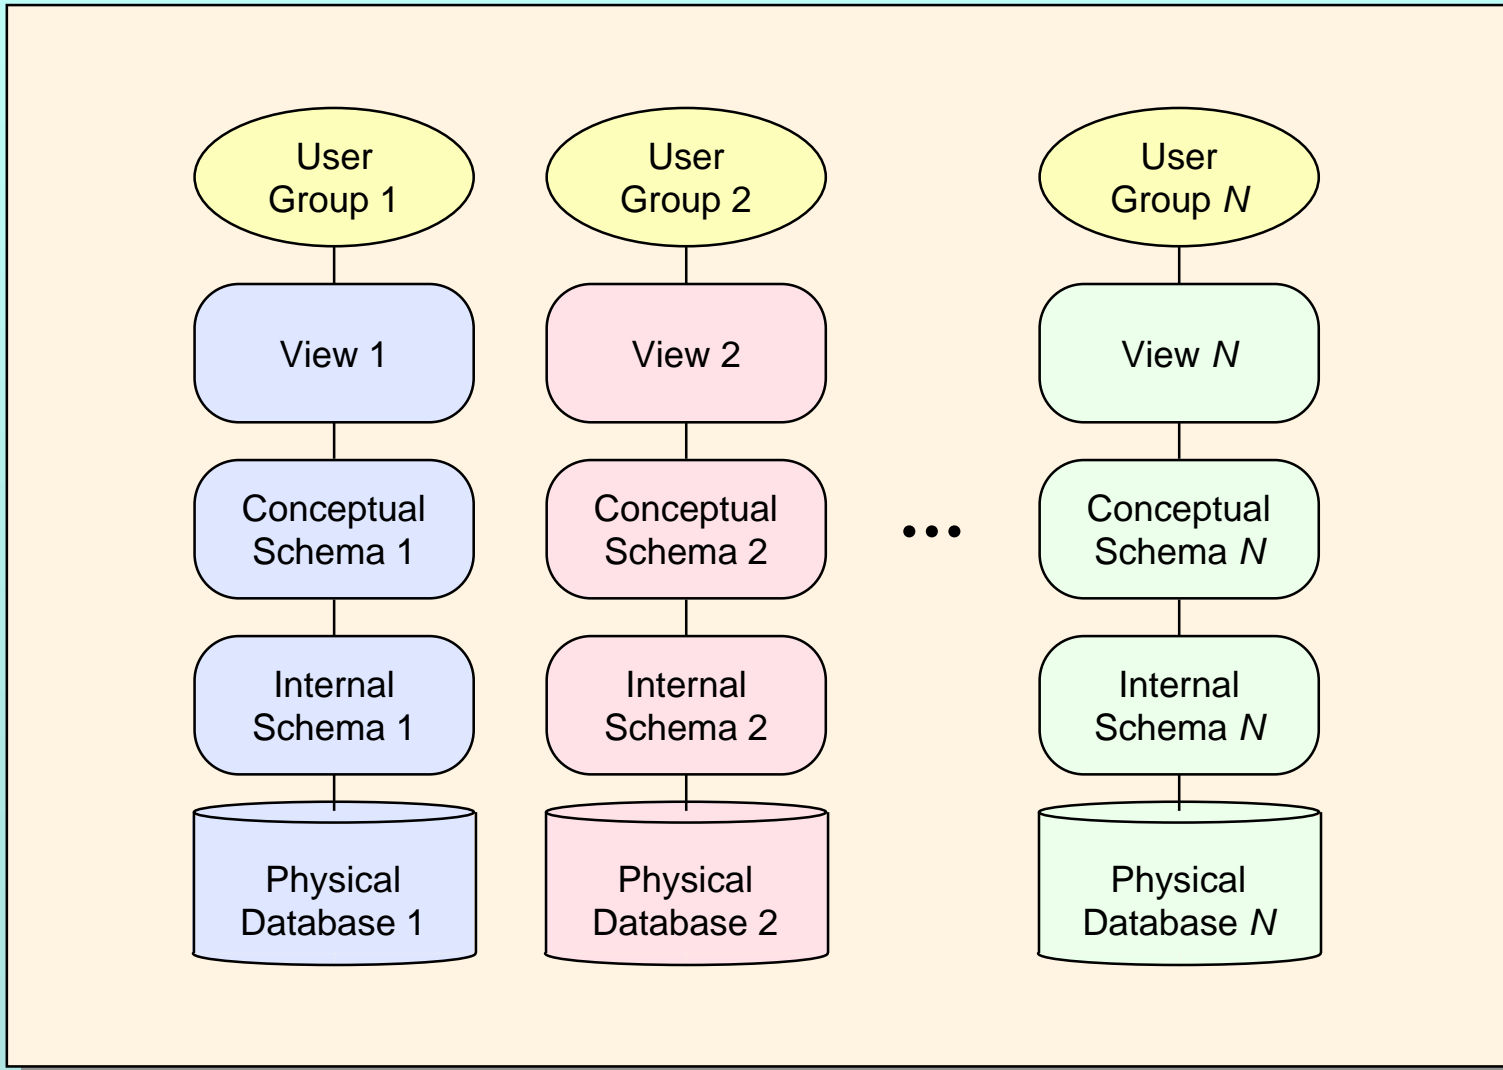 User
Group 1
User
Group 2
User
Group N
View 1
View 2
View N
Conceptual
Schema 1
Conceptual
Schema 2
...
Conceptual
Schema N
Internal
Schema 1
Internal
Schema 2
Internal
Schema N
Physical
Database 1
Physical
Database 2
Physical
Database N